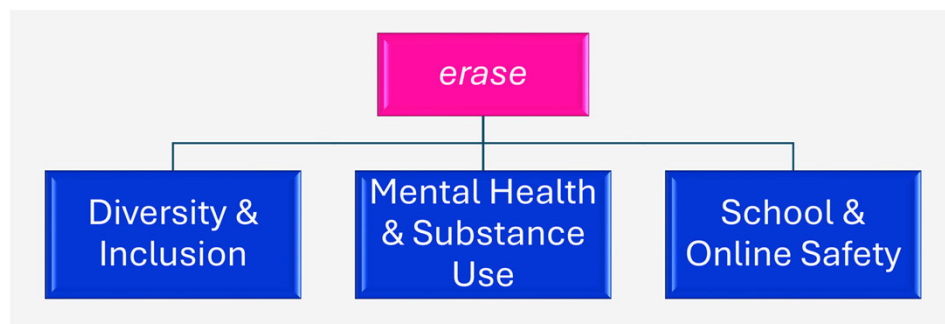 erase
Diversity &
Inclusion
Mental Health
& Substance
Use
School &
Online Safety